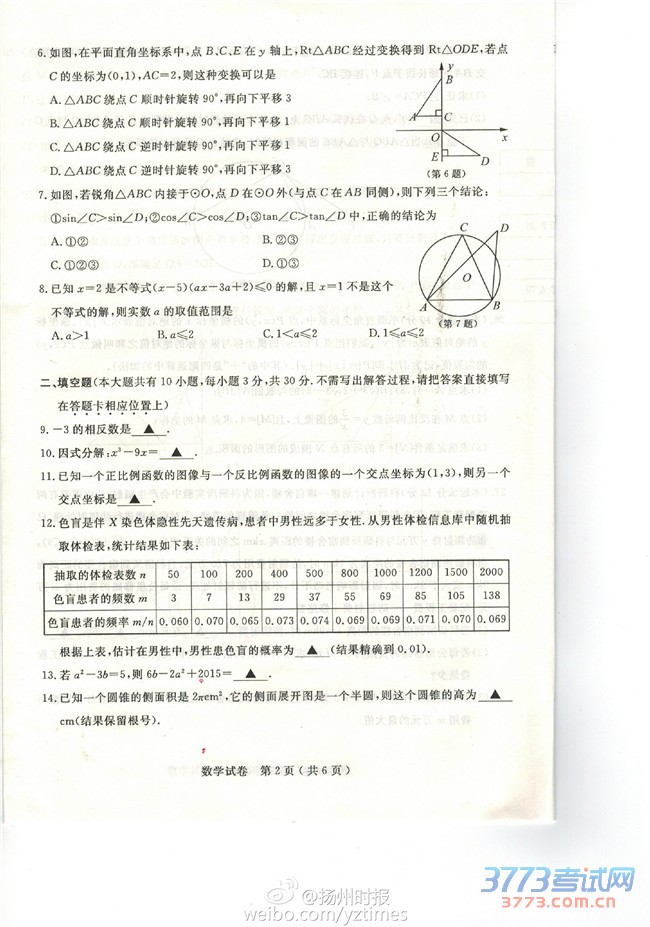 6.如图,在平面直角坐标系中,点B、C、E在y轴上,Rt△ABC经过变换得到Rt△ODE,若点
C的坐标为(0,1),AC=2,则这种变换可以是
A.△ABC绕点C顺时针旋转90°,再向下平移3
B.△ABC绕点C顺时针旋转90°,再向下平移1
C.△ABC绕点C逆时针旋转90°,再向下平移1
D.△ABC绕点C逆时针旋转90°,再向下平移3
y
B
A
C
O
x
E
D
(第6题)
7.如图,若锐角△ABC内接于⊙O,点D在⊙O外(与点C在AB同侧),则下列三个结论:
①sin∠C>sin∠D;②cos∠C>cos∠D;③tan∠C>tan∠D中,正确的结论为
A.①②
B.②③
C.①②③
D.①③
C
D
O
A
B
(第7题)
8.已知x=2是不等式(x-5)(ax-3a+2)≤0的解,且x=1不是这个
不等式的解,则实数a的取值范围是
A.a>1
B.a≤2
C.1<a≤2
D.1≤a≤2
二、填空题(本大题共有10小题,每小题3分,共30分.不需写出解答过程,请把答案直接填写
在答题卡相应位置上)
9.-3的相反数是 ▲ .
10.因式分解:x³-9x= ▲ .
11.已知一个正比例函数的图像与一个反比例函数的图像的一个交点坐标为(1,3),则另一个
交点坐标是 ▲ .
12.色盲是伴X染色体隐性先天遗传病,患者中男性远多于女性.从男性体检信息库中随机抽
取体检表,统计结果如下表:
抽取的体检表数n 50 100 200 400 500 800 1000 1200 1500 2000
色盲患者的频数m 3 7 13 29 37 55 69 85 105 138
色盲患者的频率m/n 0.060 0.070 0.065 0.073 0.074 0.069 0.069 0.071 0.070 0.069
根据上表,估计在男性中,男性患色盲的概率为 ▲ (结果精确到0.01).
13.若a²-3b=5,则6b-2a²+2015= ▲ .
14.已知一个圆锥的侧面积是2πcm²,它的侧面展开图是一个半圆,则这个圆锥的高为 ▲
cm(结果保留根号).
数学试卷 第2页(共6页)
@扬州时报
weibo.com/yztimes
3773考试网
3773.com.cn